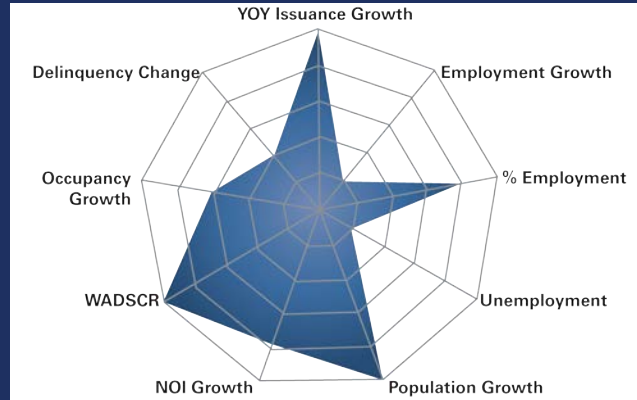 YOY Issuance Growth
Delinquency Change
Employment Growth
Occupancy
Growth
% Employment
WADSCR
Unemployment
NOI Growth
Population Growth